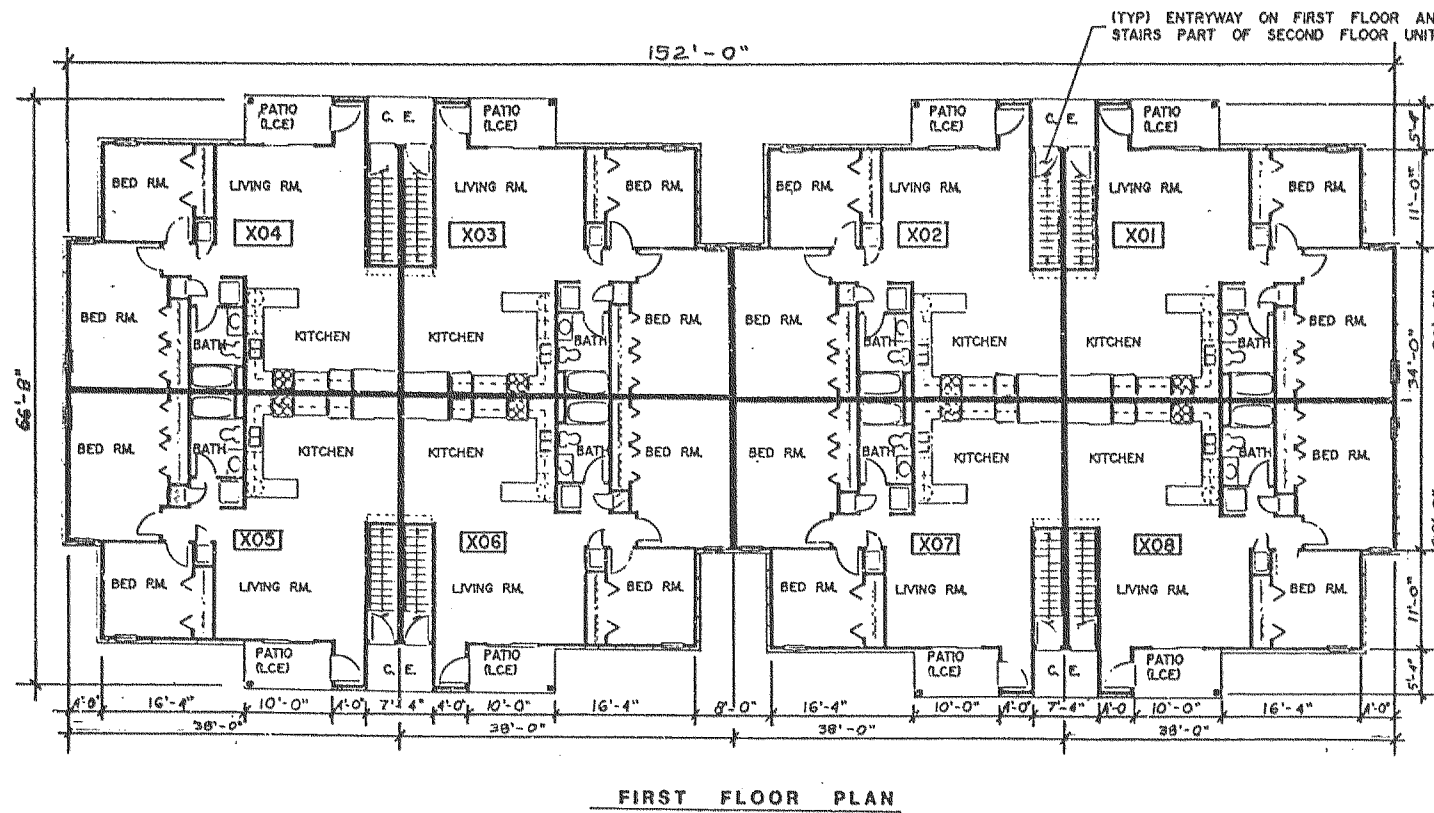 (TYP) ENTRYWAY ON FIRST FLOOR AN
STAIRS PART OF SECOND FLOOR UNIT
152'-0"
PATIO (LCE)
C. E.
PATIO (LCE)
PATIO (LCE)
C. E.
PATIO (LCE)
5'-4"
BED RM.
LIVING RM.
LIVING RM.
BED RM.
BED RM.
LIVING RM.
LIVING RM.
BED RM.
11'-0"
X04
X03
X02
X01
BED RM.
BATH
KITCHEN
KITCHEN
BATH
BED RM.
BED RM.
BATH
KITCHEN
KITCHEN
BATH
BED RM.
66'-8"
34'-0"
BED RM.
BATH
KITCHEN
KITCHEN
BATH
BED RM.
BED RM.
BATH
KITCHEN
KITCHEN
BATH
BED RM.
X05
X06
X07
X08
BED RM.
LIVING RM.
LIVING RM.
BED RM.
BED RM.
LIVING RM.
LIVING RM.
BED RM.
11'-0"
PATIO (LCE)
C. E.
PATIO (LCE)
PATIO (LCE)
C. E.
PATIO (LCE)
5'-4"
16'-4" 10'-0" 4'-0" 7'-4" 4'-0" 10'-0" 16'-4" 8'-0" 16'-4" 10'-0" 4'-0" 7'-4" 4'-0 10'-0" 16'-4" 4'-0"
38'-0" 38'-0" 38'-0" 38'-0"
FIRST FLOOR PLAN